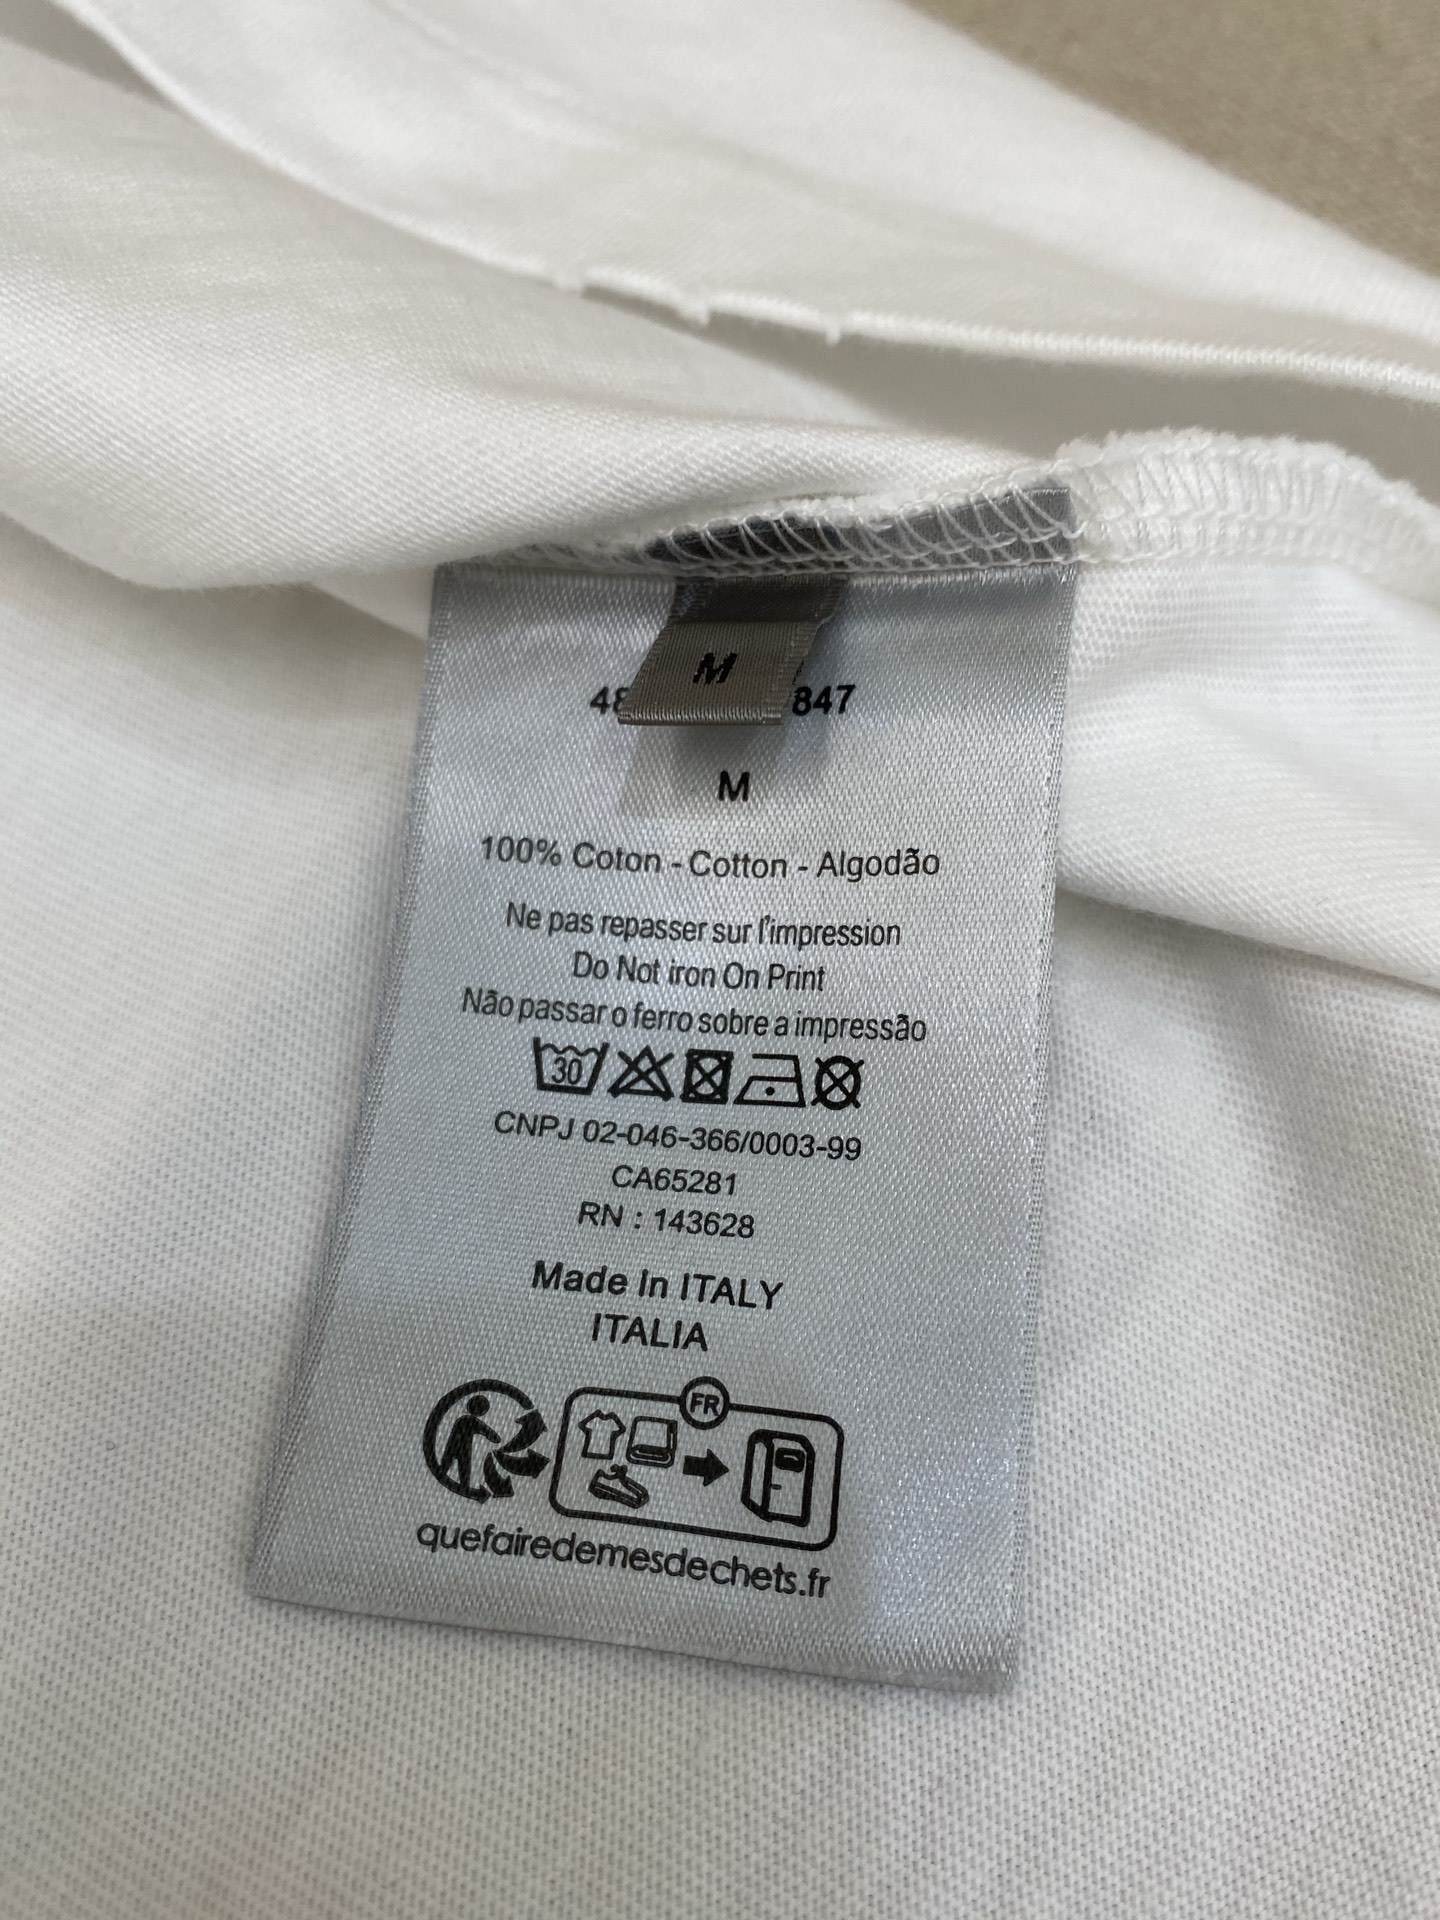 M
847
M
100% Coton - Cotton - Algodão
Ne pas repasser sur l'impression
Do Not iron On Print
Não passar o ferro sobre a impressão
30
CNPJ 02-046-366/0003-99
CA65281
RN : 143628
Made In ITALY
ITALIA
FR
quefairedemesdechets.fr